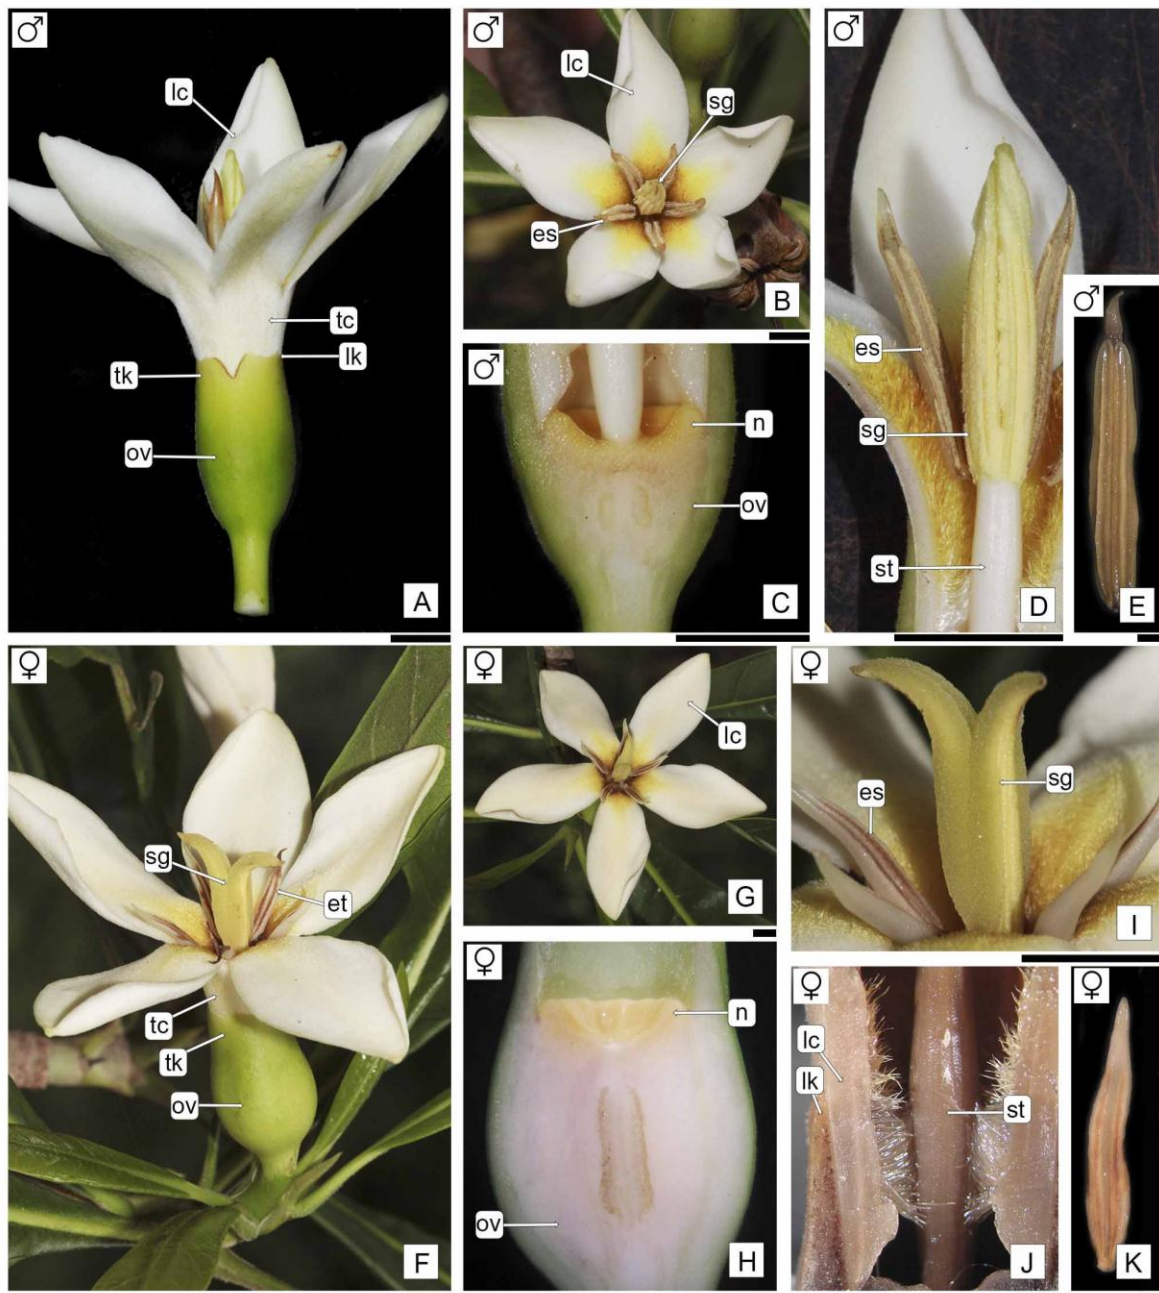 ♂
lc
tc
lk
tk
ov
A
♂
lc
sg
es
B
♂
n
ov
C
♂
es
sg
st
D
♂
E
♀
sg
et
tc
tk
ov
F
♀
lc
G
♀
n
ov
H
♀
es
sg
I
♀
lc
lk
st
J
♀
K